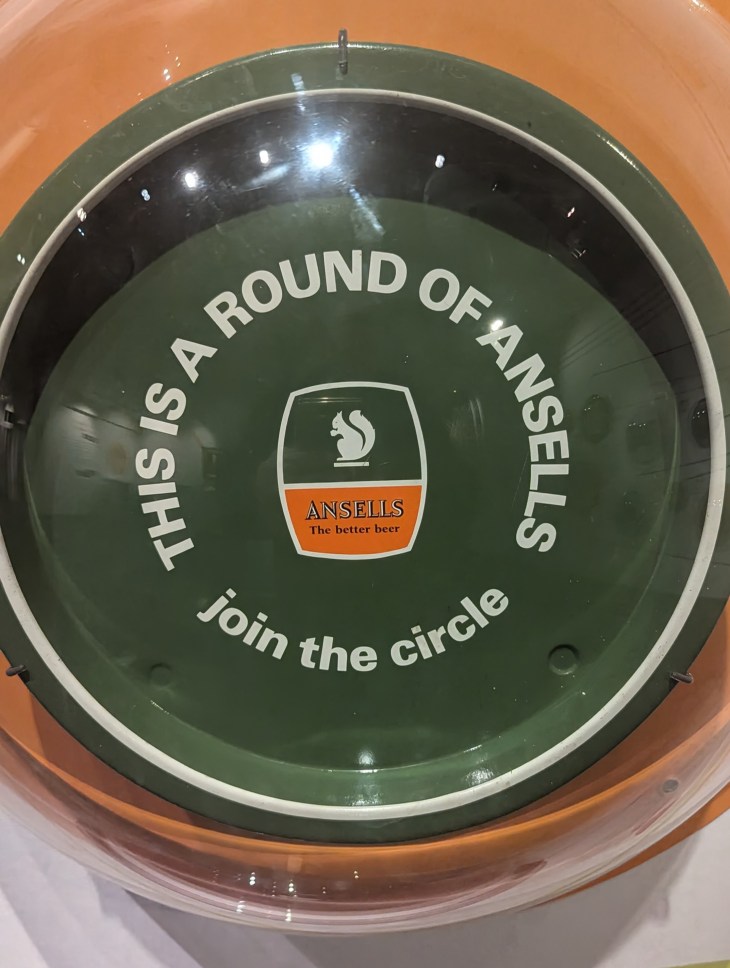 THIS IS A ROUND OF ANSELLS
ANSELLS
The better beer
join the circle